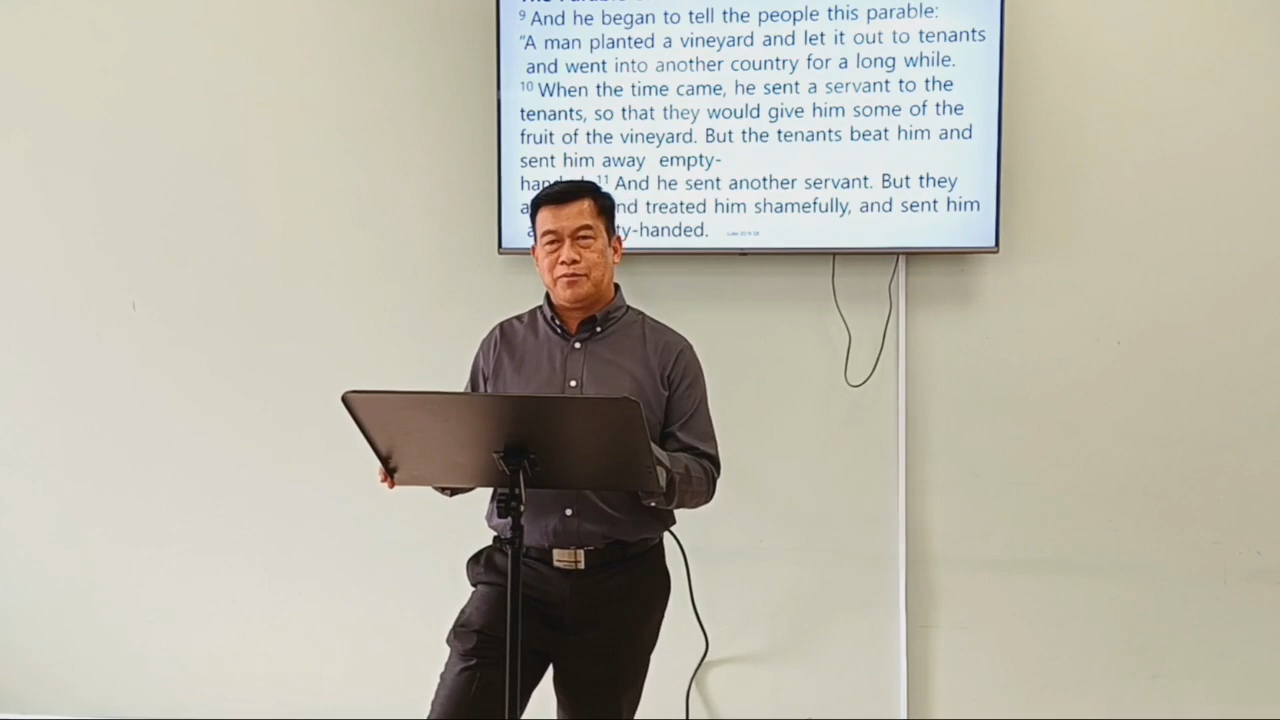 9 And he began to tell the people this parable:
"A man planted a vineyard and let it out to tenants
and went into another country for a long while.
10 When the time came, he sent a servant to the
tenants, so that they would give him some of the
fruit of the vineyard. But the tenants beat him and
sent him away empty-
11 And he sent another servant. But they
treated him shamefully, and sent him
handed.